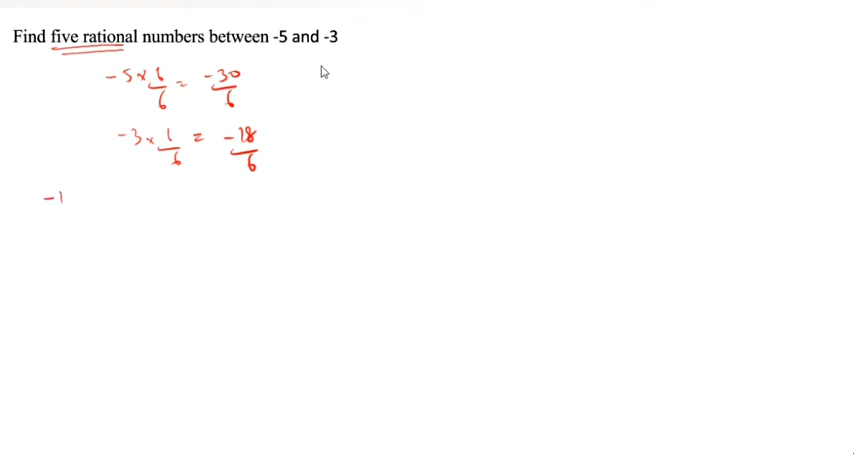 Find five rational numbers between -5 and -3
-5 × 6/6 = -30/6
-3 × 6/6 = -18/6
-1